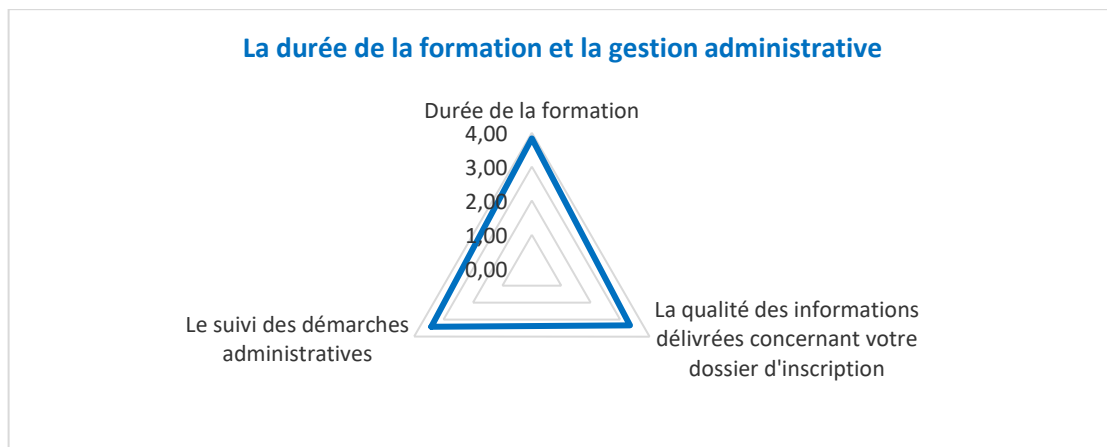 La durée de la formation et la gestion administrative
Durée de la formation
4,00
3,00
2,00
1,00
0,00
La qualité des informations
délivrées concernant votre
dossier d'inscription
Le suivi des démarches
administratives